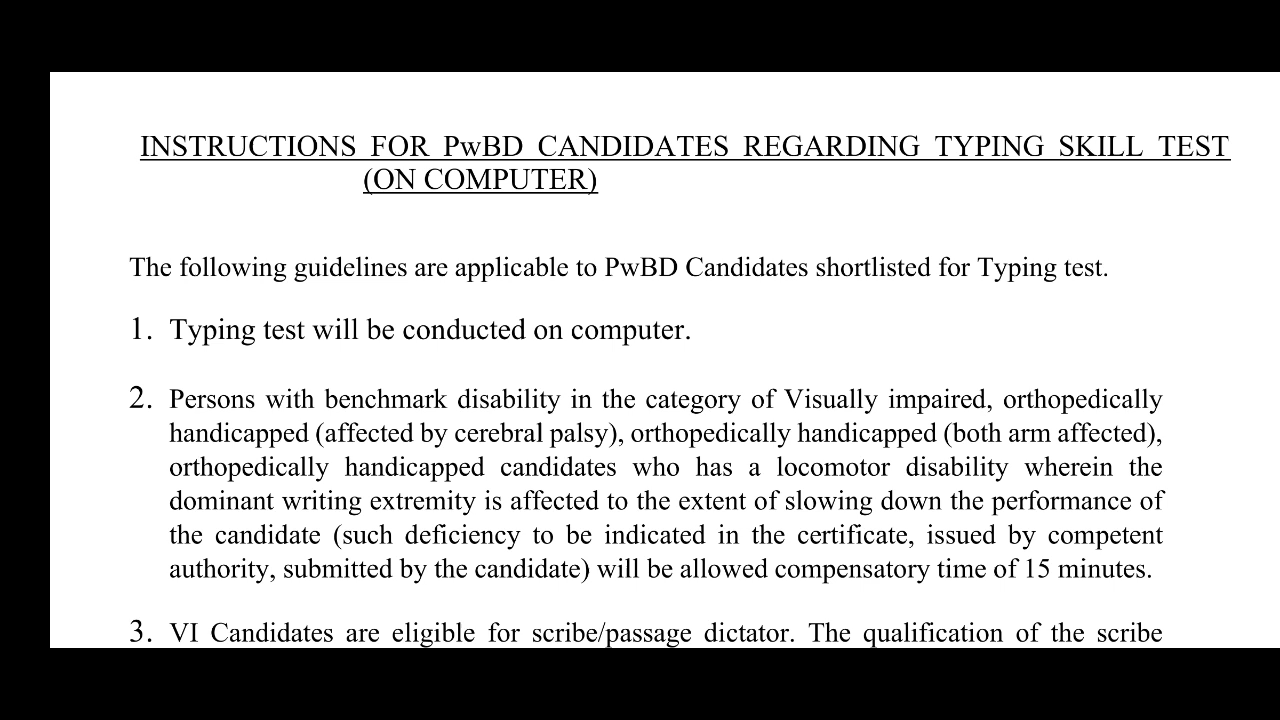 INSTRUCTIONS FOR PwBD CANDIDATES REGARDING TYPING SKILL TEST
(ON COMPUTER)
The following guidelines are applicable to PwBD Candidates shortlisted for Typing test.
1. Typing test will be conducted on computer.
2. Persons with benchmark disability in the category of Visually impaired, orthopedically
handicapped (affected by cerebral palsy), orthopedically handicapped (both arm affected),
orthopedically handicapped candidates who has a locomotor disability wherein the
dominant writing extremity is affected to the extent of slowing down the performance of
the candidate (such deficiency to be indicated in the certificate, issued by competent
authority, submitted by the candidate) will be allowed compensatory time of 15 minutes.
3. VI Candidates are eligible for scribe/passage dictator. The qualification of the scribe